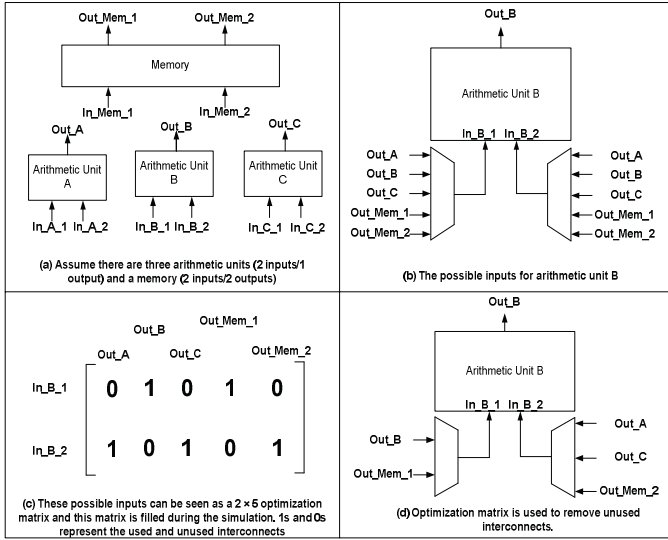 Out_Mem_1 Out_Mem_2
Memory
In_Mem_1 In_Mem_2
Out_A Out_B Out_C
Arithmetic Unit
A
Arithmetic Unit
B
Arithmetic Unit
C
In_A_1 In_A_2 In_B_1 In_B_2 In_C_1 In_C_2
(a) Assume there are three arithmetic units (2 inputs/1
output) and a memory (2 inputs/2 outputs)
Out_B
Arithmetic Unit B
In_B_1 In_B_2
Out_A Out_A
Out_B Out_B
Out_C Out_C
Out_Mem_1 Out_Mem_1
Out_Mem_2 Out_Mem_2
(b) The possible inputs for arithmetic unit B
Out_Mem_1
Out_B
Out_A Out_C Out_Mem_2
In_B_1 0 1 0 1 0
In_B_2 1 0 1 0 1
(c) These possible inputs can be seen as a 2 × 5 optimization
matrix and this matrix is filled during the simulation. 1s and 0s
represent the used and unused interconnects
Out_B
Arithmetic Unit B
In_B_1 In_B_2
Out_A
Out_B
Out_C
Out_Mem_1
Out_Mem_2
(d) Optimization matrix is used to remove unused
interconnects.